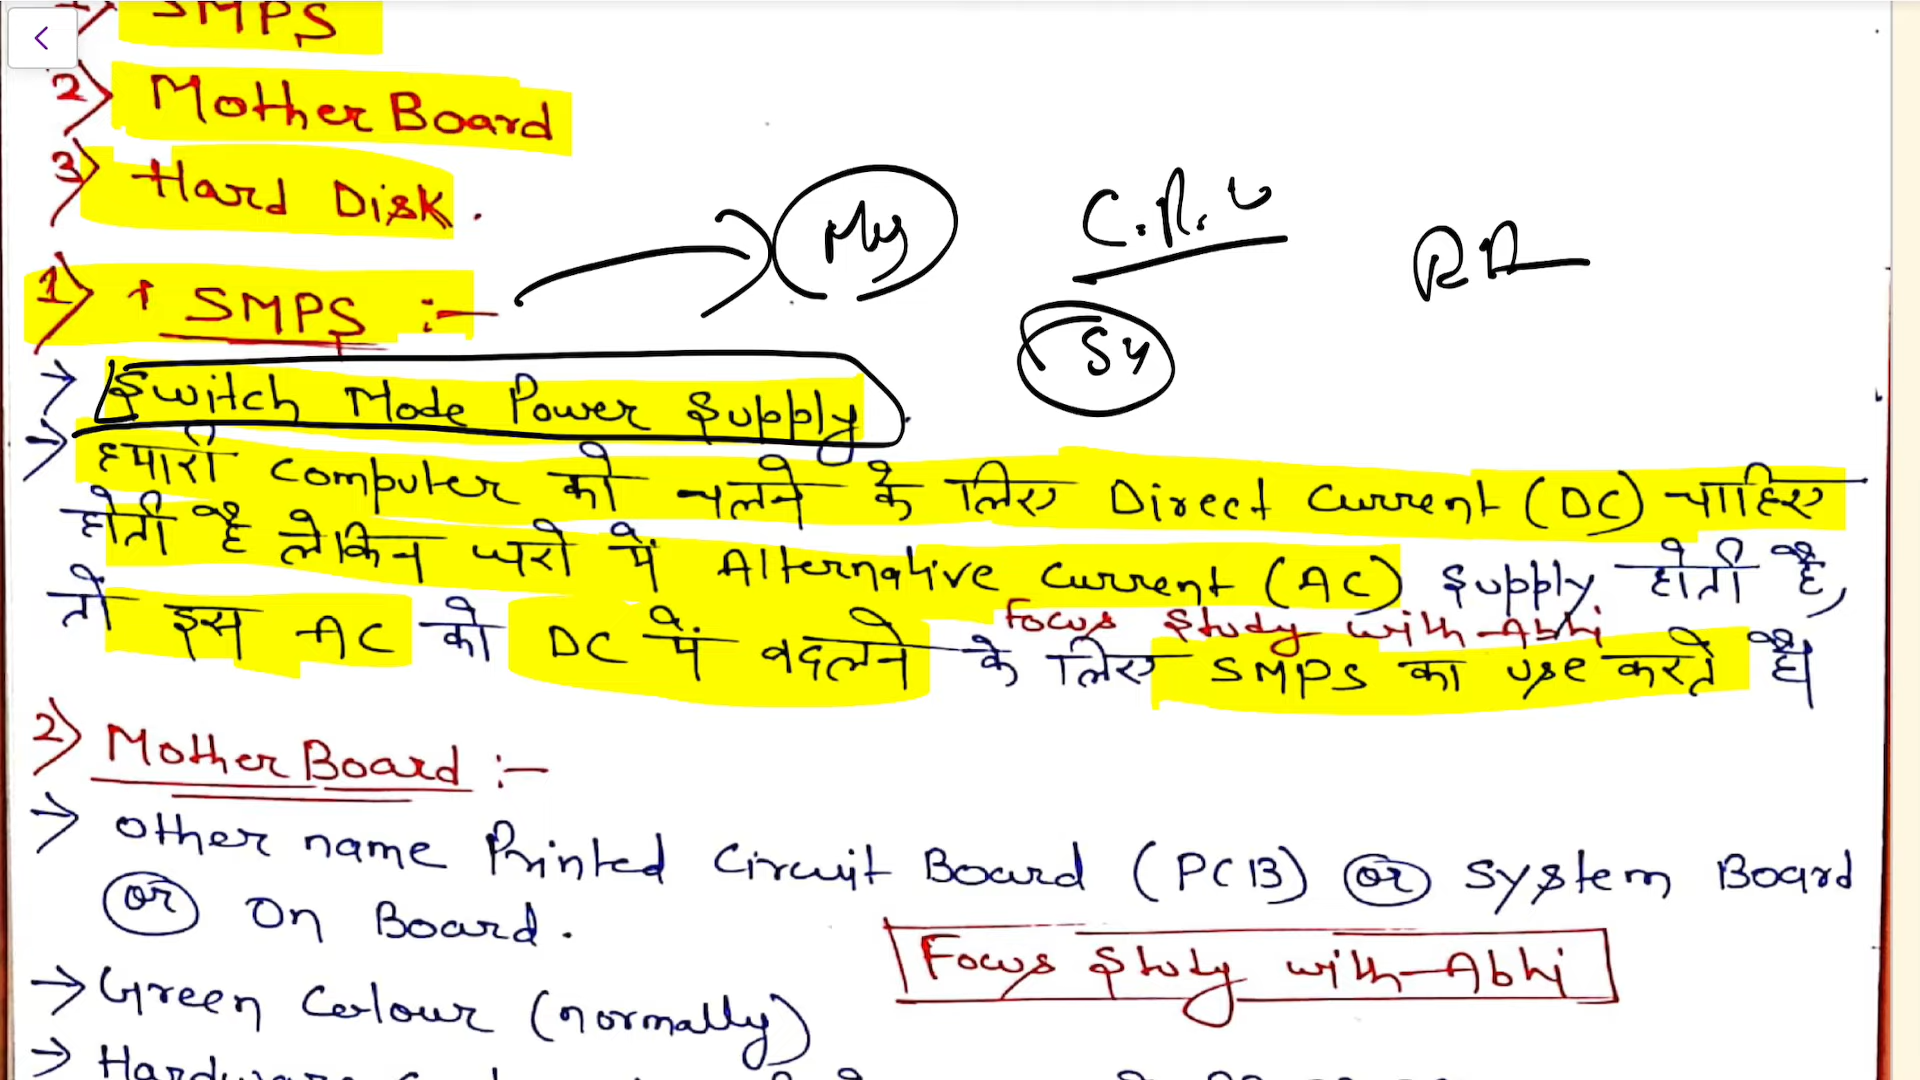 1) SMPS
2) Mother Board
3) Hard Disk.
C.P.U
1) * SMPS :-
→ Switch Mode Power Supply.
→ हमारी computer को चलने के लिए Direct Current (DC) चाहिए
होती है लेकिन घरो में Alternative Current (AC) Supply होती है,
तो इस AC को DC में बदलने के लिए SMPS का use करते है।
Focus Study with-Abhi
2) Mother Board :-
→ Other name Printed Circuit Board (PCB) or System Board
or On Board.
Focus Study with-Abhi
→ Green Colour (normally)
→ Hardware